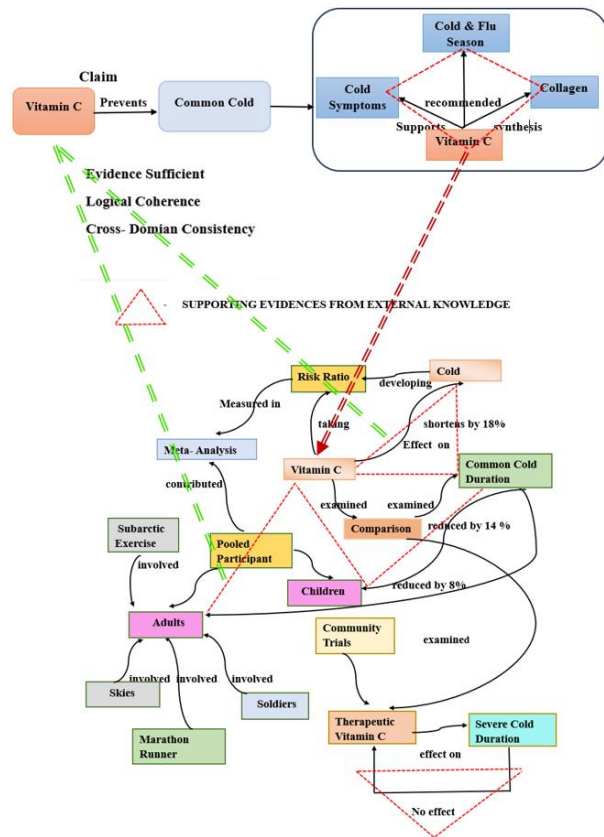 Cold & Flu
Season
Claim
Vitamin C
Prevents
Common Cold
Cold
Symptoms
recommended
Collagen
Supports
synthesis
Vitamin C
Evidence Sufficient
Logical Coherence
Cross- Domian Consistency
- SUPPORTING EVIDENCES FROM EXTERNAL KNOWLEDGE
Risk Ratio
Cold
developing
Measured in
taking
shortens by 18%
Effect on
Meta- Analysis
Vitamin C
Common Cold
Duration
contributed
examined
examined
Subarctic
Exercise
Pooled
Participant
Comparison
reduced by 14 %
involved
Children
reduced by 8%
Adults
Community
Trials
examined
involved
involved
involved
Skies
Soldiers
Therapeutic
Vitamin C
Severe Cold
Duration
Marathon
Runner
effect on
No effect